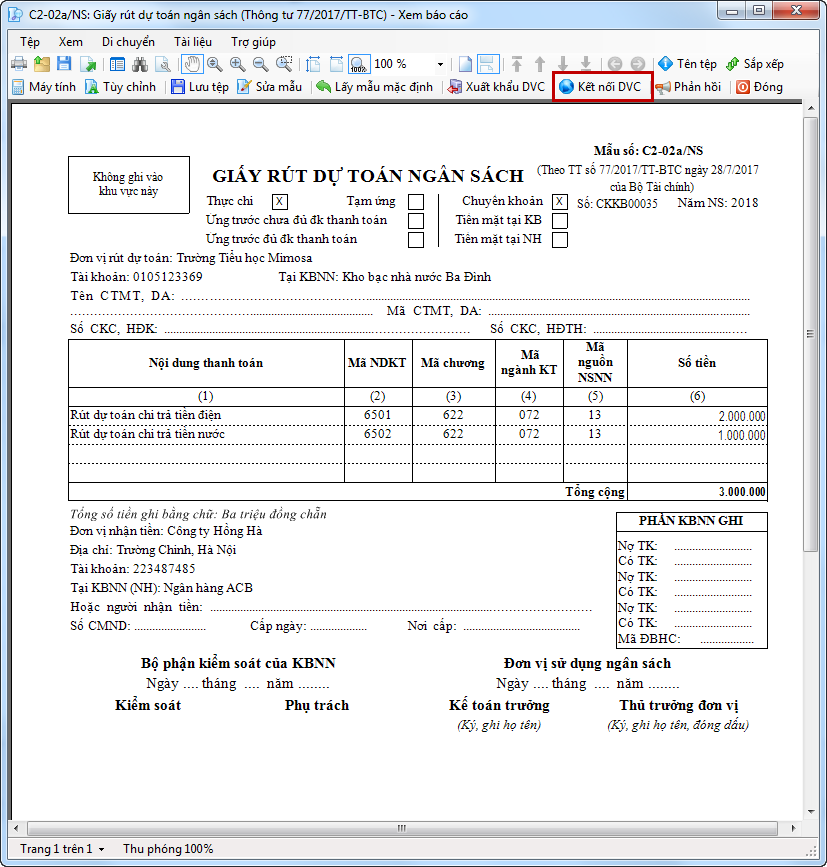 C2-02a/NS: Giấy rút dự toán ngân sách (Thông tư 77/2017/TT-BTC) - Xem báo cáo
Tệp Xem Di chuyển Tài liệu Trợ giúp
100 % Tên tệp Sắp xếp
Máy tính Tùy chỉnh Lưu tệp Sửa mẫu Lấy mẫu mặc định Xuất khẩu DVC Kết nối DVC Phản hồi Đóng
Không ghi vào
khu vực này
GIẤY RÚT DỰ TOÁN NGÂN SÁCH
Mẫu số: C2-02a/NS
(Theo TT số 77/2017/TT-BTC ngày 28/7/2017
của Bộ Tài chính)
Số: CKKB00035 Năm NS: 2018
Thực chi X Tạm ứng Chuyển khoản X
Ứng trước chưa đủ đk thanh toán Tiền mặt tại KB
Ứng trước đủ đk thanh toán Tiền mặt tại NH
Đơn vị rút dự toán: Trường Tiểu học Mimosa
Tài khoản: 0105123369 Tại KBNN: Kho bạc nhà nước Ba Đình
Tên CTMT, DA: ........................................
........................................ Mã CTMT, DA: ........................................
Số CKC, HĐK: ........................................ Số CKC, HĐTH: ........................................
Nội dung thanh toán Mã NDKT Mã chương Mã ngành KT Mã nguồn NSNN Số tiền
(1) (2) (3) (4) (5) (6)
Rút dự toán chi trả tiền điện 6501 622 072 13 2.000.000
Rút dự toán chi trả tiền nước 6502 622 072 13 1.000.000
Tổng cộng 3.000.000
Tổng số tiền ghi bằng chữ: Ba triệu đồng chẵn
Đơn vị nhận tiền: Công ty Hồng Hà
Địa chỉ: Trường Chinh, Hà Nội
Tài khoản: 223487485
Tại KBNN (NH): Ngân hàng ACB
Hoặc người nhận tiền: ........................................
Số CMND: .................... Cấp ngày: ................ Nơi cấp: ..............................
PHẦN KBNN GHI
Nợ TK: ....................
Có TK: ....................
Nợ TK: ....................
Có TK: ....................
Nợ TK: ....................
Có TK: ....................
Mã ĐBHC: ..............
Bộ phận kiểm soát của KBNN Đơn vị sử dụng ngân sách
Ngày .... tháng .... năm ........ Ngày .... tháng .... năm ........
Kiểm soát Phụ trách Kế toán trưởng Thủ trưởng đơn vị
(Ký, ghi họ tên) (Ký, ghi họ tên, đóng dấu)
Trang 1 trên 1 Thu phóng 100%